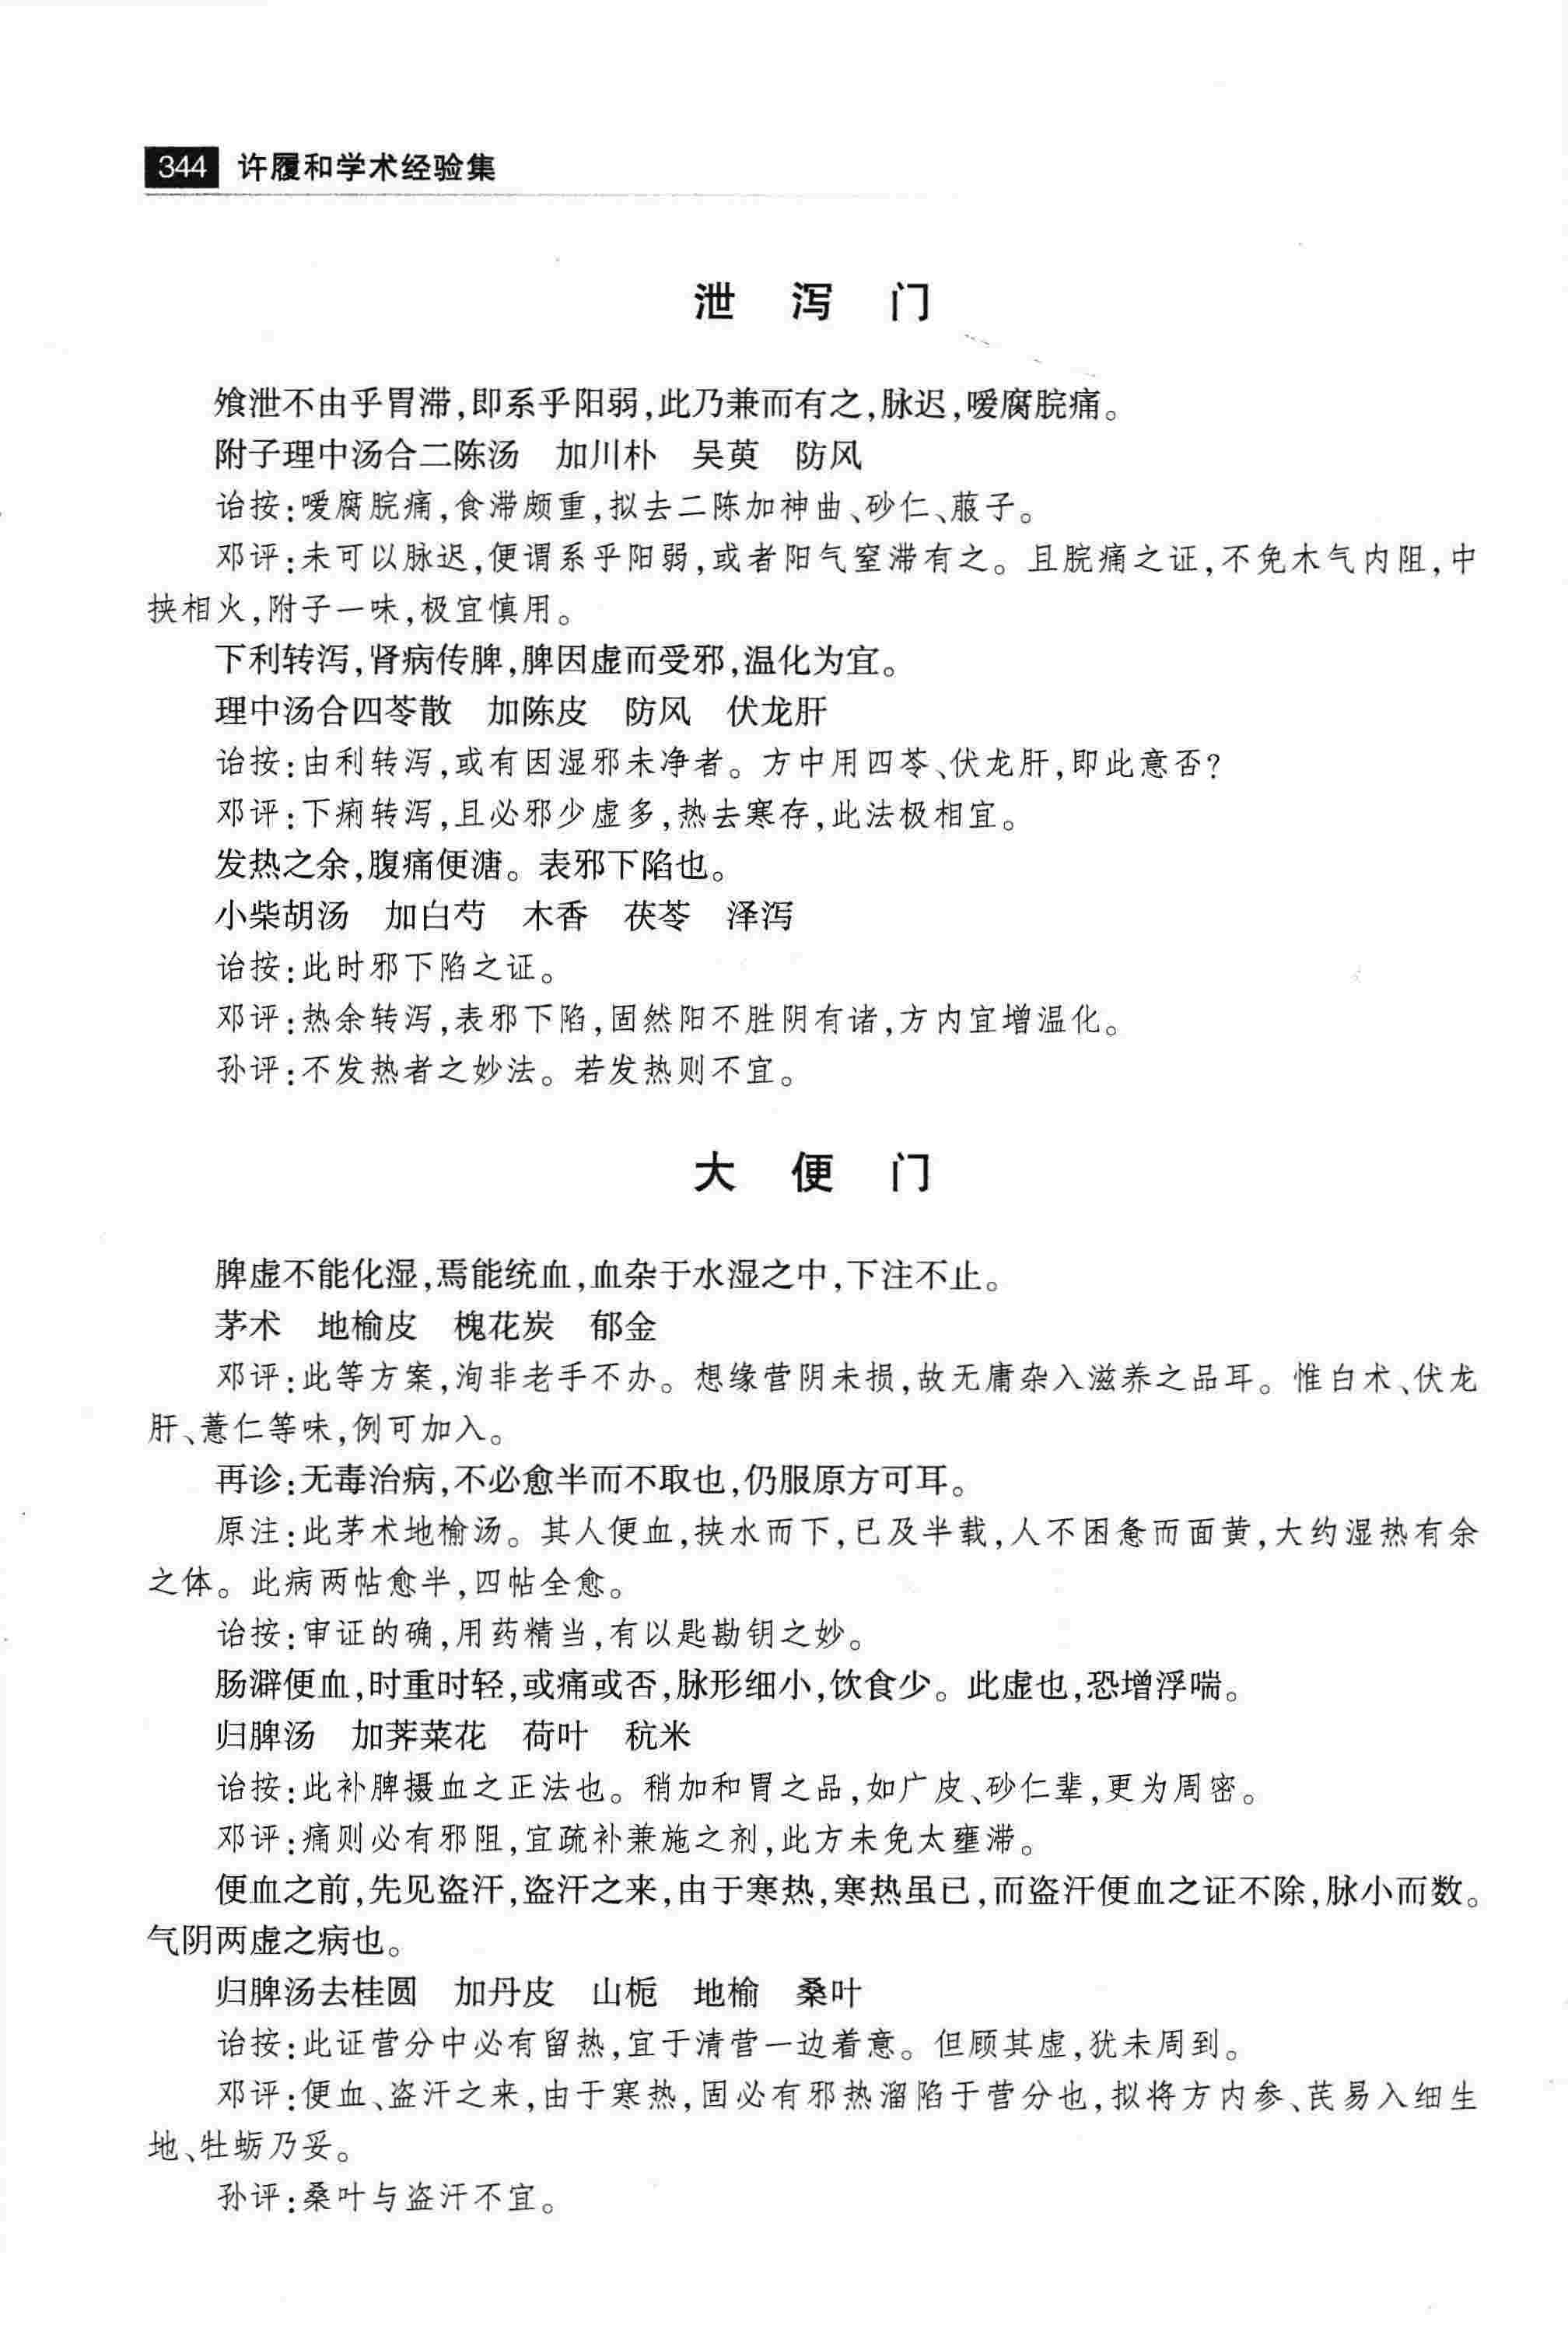 344 许履和学术经验集
泄 泻 门
飧泄不由乎胃滞,即系乎阳弱,此乃兼而有之,脉迟,嗳腐脘痛。
附子理中汤合二陈汤 加川朴 吴萸 防风
诒按:嗳腐脘痛,食滞颇重,拟去二陈加神曲、砂仁、菔子。
邓评:未可以脉迟,便谓系乎阳弱,或者阳气窒滞有之。且脘痛之证,不免木气内阻,中
挟相火,附子一味,极宜慎用。
下利转泻,肾病传脾,脾因虚而受邪,温化为宜。
理中汤合四苓散 加陈皮 防风 伏龙肝
诒按:由利转泻,或有因湿邪未净者。方中用四苓、伏龙肝,即此意否?
邓评:下痢转泻,且必邪少虚多,热去寒存,此法极相宜。
发热之余,腹痛便溏。表邪下陷也。
小柴胡汤 加白芍 木香 茯苓 泽泻
诒按:此时邪下陷之证。
邓评:热余转泻,表邪下陷,固然阳不胜阴有诸,方内宜增温化。
孙评:不发热者之妙法。若发热则不宜。
大 便 门
脾虚不能化湿,焉能统血,血杂于水湿之中,下注不止。
茅术 地榆皮 槐花炭 郁金
邓评:此等方案,洵非老手不办。想缘营阴未损,故无庸杂入滋养之品耳。惟白术、伏龙
肝、薏仁等味,例可加入。
再诊:无毒治病,不必愈半而不取也,仍服原方可耳。
原注:此茅术地榆汤。其人便血,挟水而下,已及半载,人不困惫而面黄,大约湿热有余
之体。此病两帖愈半,四帖全愈。
诒按:审证的确,用药精当,有以匙勘钥之妙。
肠澼便血,时重时轻,或痛或否,脉形细小,饮食少。此虚也,恐增浮喘。
归脾汤 加荠菜花 荷叶 秔米
诒按:此补脾摄血之正法也。稍加和胃之品,如广皮、砂仁辈,更为周密。
邓评:痛则必有邪阻,宜疏补兼施之剂,此方未免太壅滞。
便血之前,先见盗汗,盗汗之来,由于寒热,寒热虽已,而盗汗便血之证不除,脉小而数。
气阴两虚之病也。
归脾汤去桂圆 加丹皮 山栀 地榆 桑叶
诒按:此证营分中必有留热,宜于清营一边着意。但顾其虚,犹未周到。
邓评:便血、盗汗之来,由于寒热,固必有邪热溜陷于营分也,拟将方内参、芪易入细生
地、牡蛎乃妥。
孙评:桑叶与盗汗不宜。